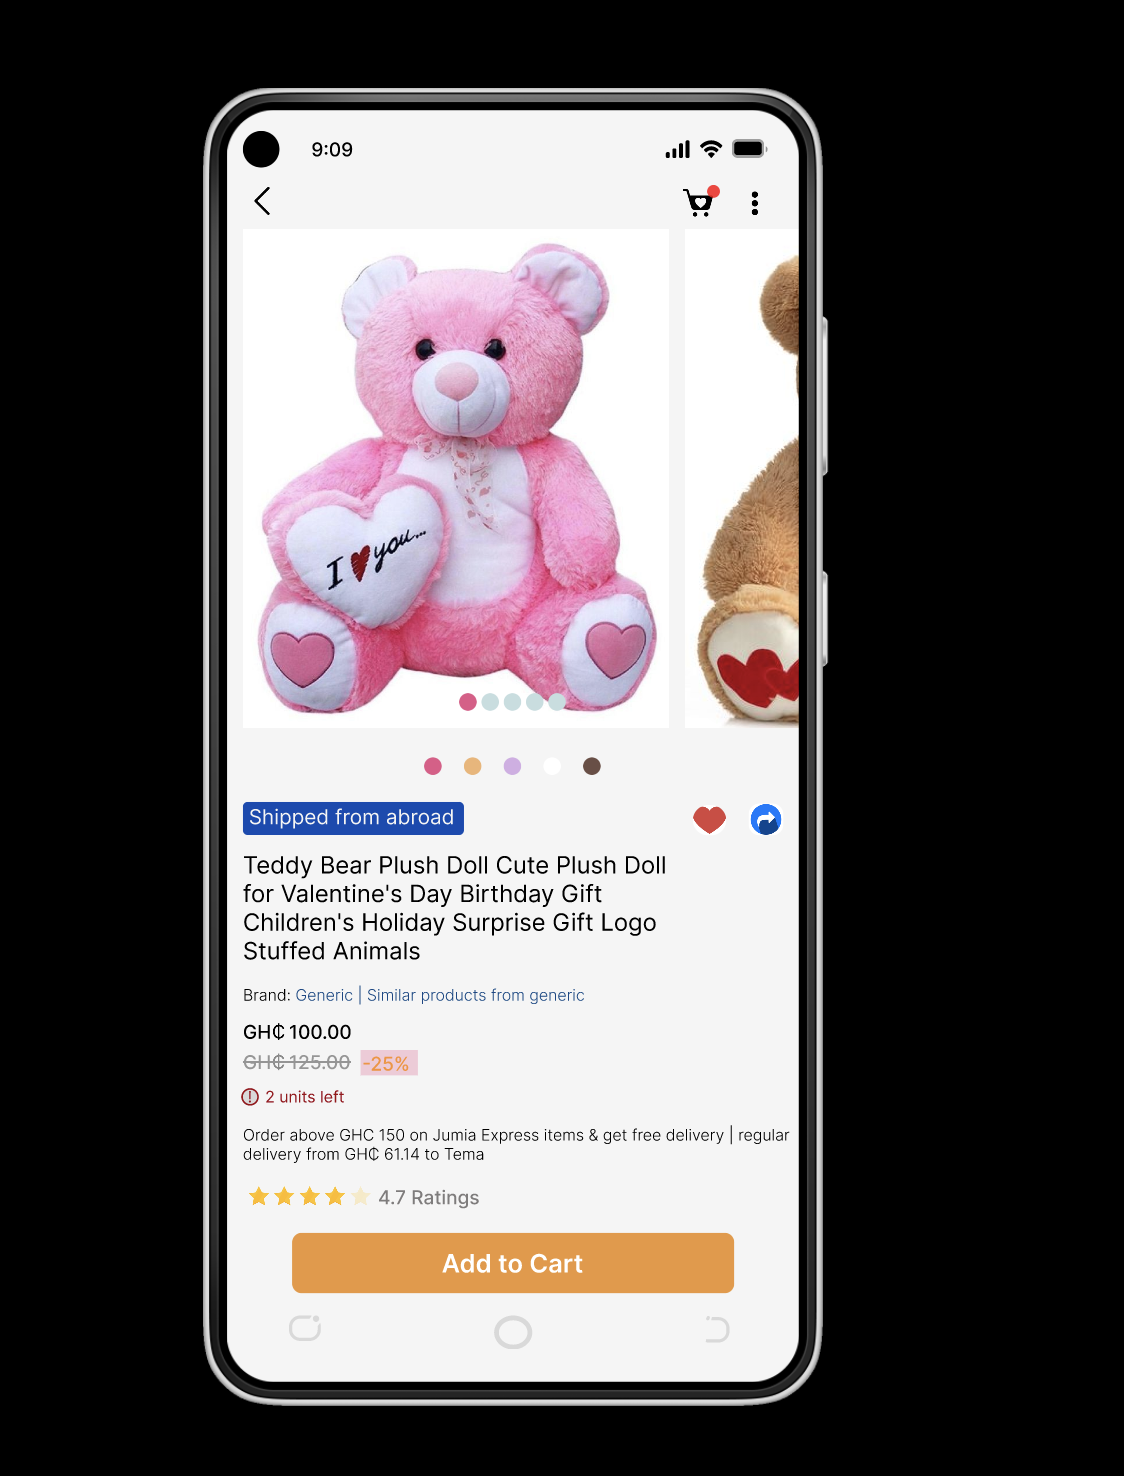 9:09
I you...
Shipped from abroad
Teddy Bear Plush Doll Cute Plush Doll
for Valentine's Day Birthday Gift
Children's Holiday Surprise Gift Logo
Stuffed Animals
Brand: Generic | Similar products from generic
GH₵ 100.00
GH₵ 125.00 -25%
2 units left
Order above GHC 150 on Jumia Express items & get free delivery | regular
delivery from GH₵ 61.14 to Tema
4.7 Ratings
Add to Cart